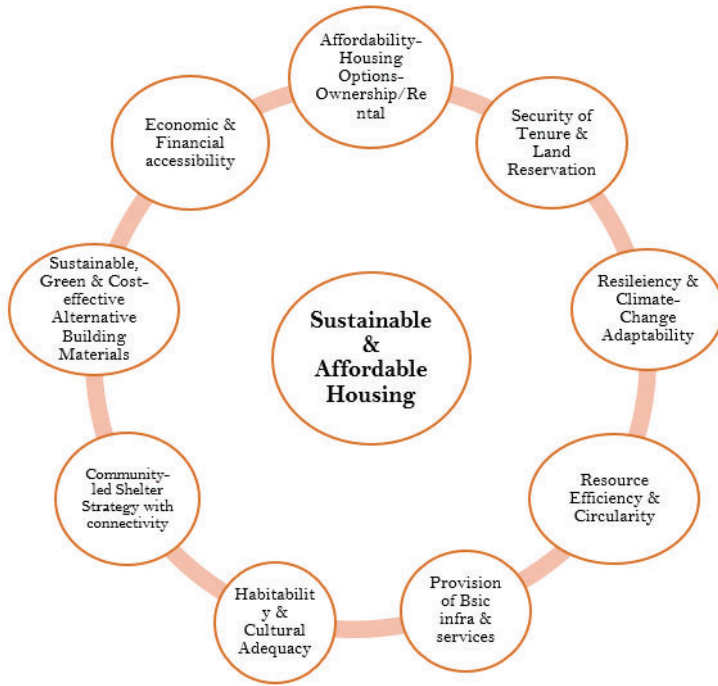 Affordability-
Housing
Options-
Ownership/Re
ntal
Security of
Tenure &
Land
Reservation
Resileiency &
Climate-
Change
Adaptability
Resource
Efficiency &
Circularity
Provision
of Bsic
infra &
services
Habitabilit
y &
Cultural
Adequacy
Community-
led Shelter
Strategy with
connectivity
Sustainable,
Green & Cost-
effective
Alternative
Building
Materials
Economic &
Financial
accessibility
Sustainable
&
Affordable
Housing